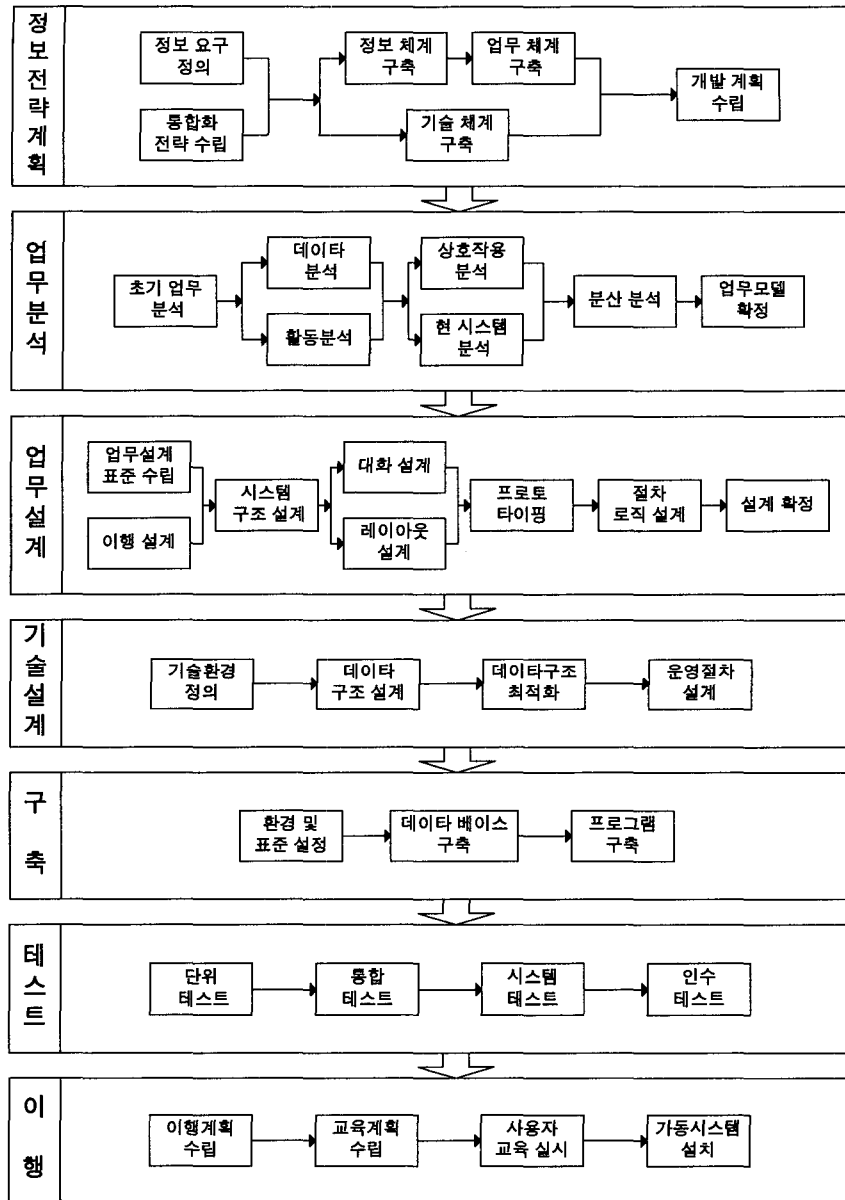 정보전략계획
정보 요구
정의
통합화
전략 수립
정보 체계
구축
업무 체계
구축
기술 체계
구축
개발 계획
수립
업무분석
초기 업무
분석
데이타
분석
활동분석
상호작용
분석
현 시스템
분석
분산 분석
업무모델
확정
업무설계
업무설계
표준 수립
이행 설계
시스템
구조 설계
대화 설계
레이아웃
설계
프로토
타이핑
절차
로직 설계
설계 확정
기술설계
기술환경
정의
데이타
구조 설계
데이타구조
최적화
운영절차
설계
구축
환경 및
표준 설정
데이타 베이스
구축
프로그램
구축
테스트
단위
테스트
통합
테스트
시스템
테스트
인수
테스트
이행
이행계획
수립
교육계획
수립
사용자
교육 실시
가동시스템
설치